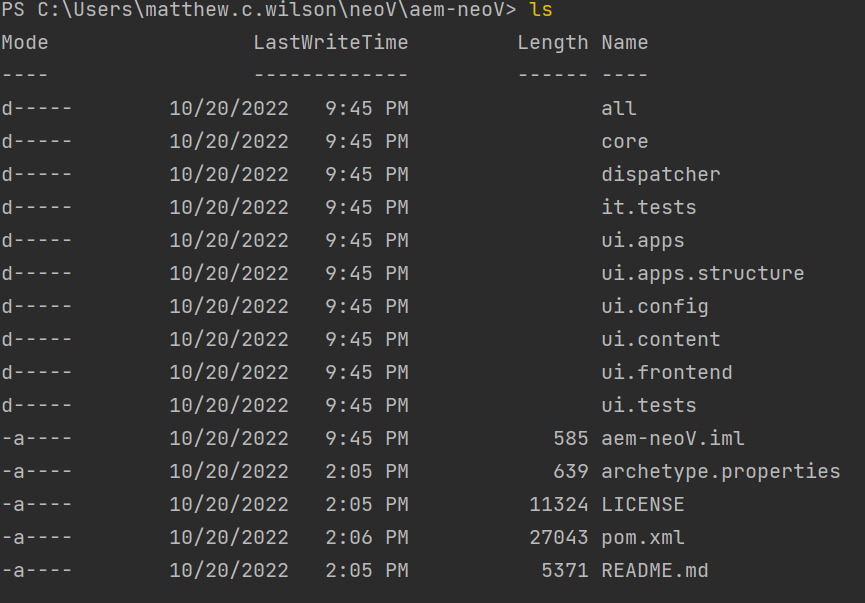 PS C:\Users\matthew.c.wilson\neoV\aem-neoV> ls
Mode                 LastWriteTime         Length Name
----                 -------------         ------ ----
d-----        10/20/2022   9:45 PM                all
d-----        10/20/2022   9:45 PM                core
d-----        10/20/2022   9:45 PM                dispatcher
d-----        10/20/2022   9:45 PM                it.tests
d-----        10/20/2022   9:45 PM                ui.apps
d-----        10/20/2022   9:45 PM                ui.apps.structure
d-----        10/20/2022   9:45 PM                ui.config
d-----        10/20/2022   9:45 PM                ui.content
d-----        10/20/2022   9:45 PM                ui.frontend
d-----        10/20/2022   9:45 PM                ui.tests
-a----        10/20/2022   9:45 PM            585 aem-neoV.iml
-a----        10/20/2022   2:05 PM            639 archetype.properties
-a----        10/20/2022   2:05 PM          11324 LICENSE
-a----        10/20/2022   2:06 PM          27043 pom.xml
-a----        10/20/2022   2:05 PM           5371 README.md